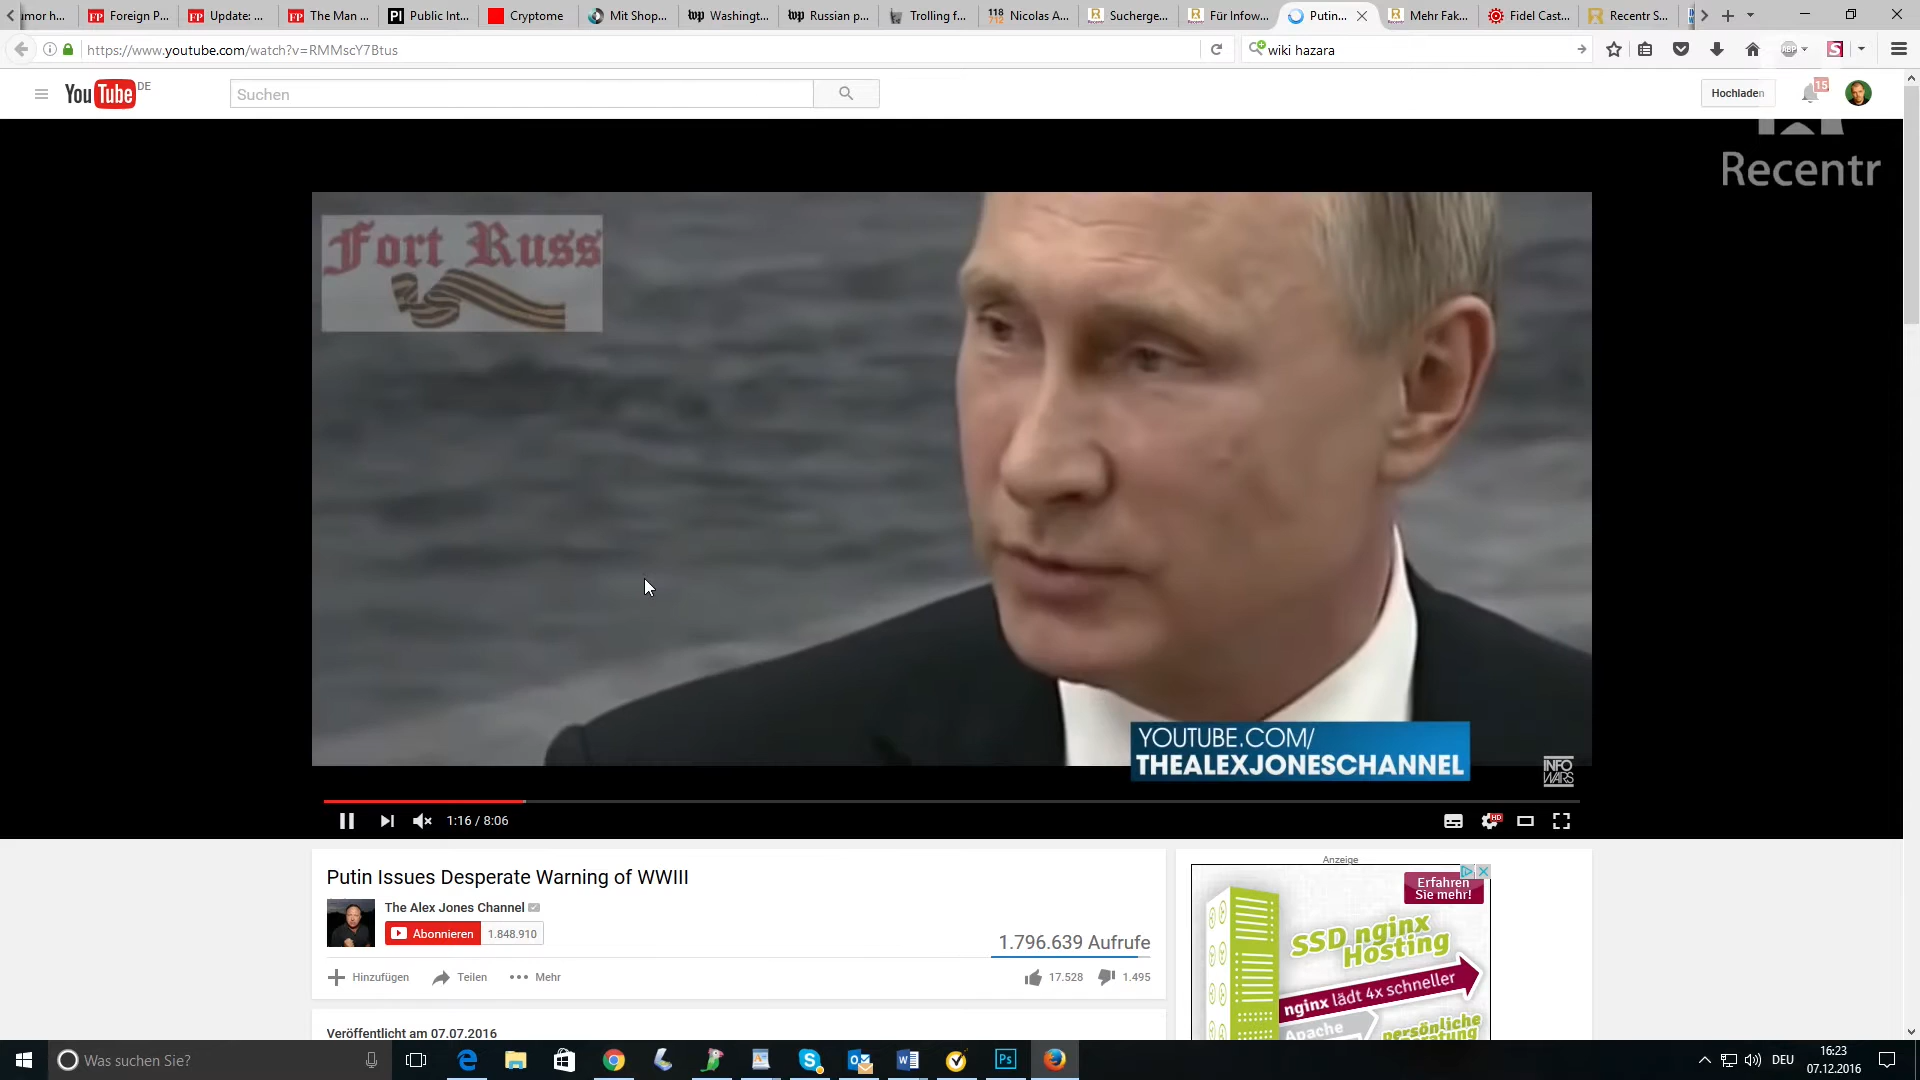 umor h...
Foreign P...
Update: ...
The Man ...
Public Int...
Cryptome
Mit Shop...
Washingt...
Russian p...
Trolling f...
Nicolas A...
Sucherge...
Für Infow...
Putin...
Mehr Fak...
Fidel Cast...
Recentr S...
https://www.youtube.com/watch?v=RMMscY7Btus
wiki hazara
YouTube DE
Suchen
Hochladen
15
Recentr
Fort Russ
YOUTUBE.COM/
THEALEXJONESCHANNEL
INFO
WARS
1:16 / 8:06
HD
Putin Issues Desperate Warning of WWIII
The Alex Jones Channel
Abonnieren 1.848.910
1.796.639 Aufrufe
Hinzufügen Teilen Mehr
17.528 1.495
Veröffentlicht am 07.07.2016
Anzeige
Erfahren
Sie mehr!
SSD nginx
Hosting
nginx lädt 4x schneller
Apache
persönliche
Was suchen Sie?
DEU
16:23
07.12.2016